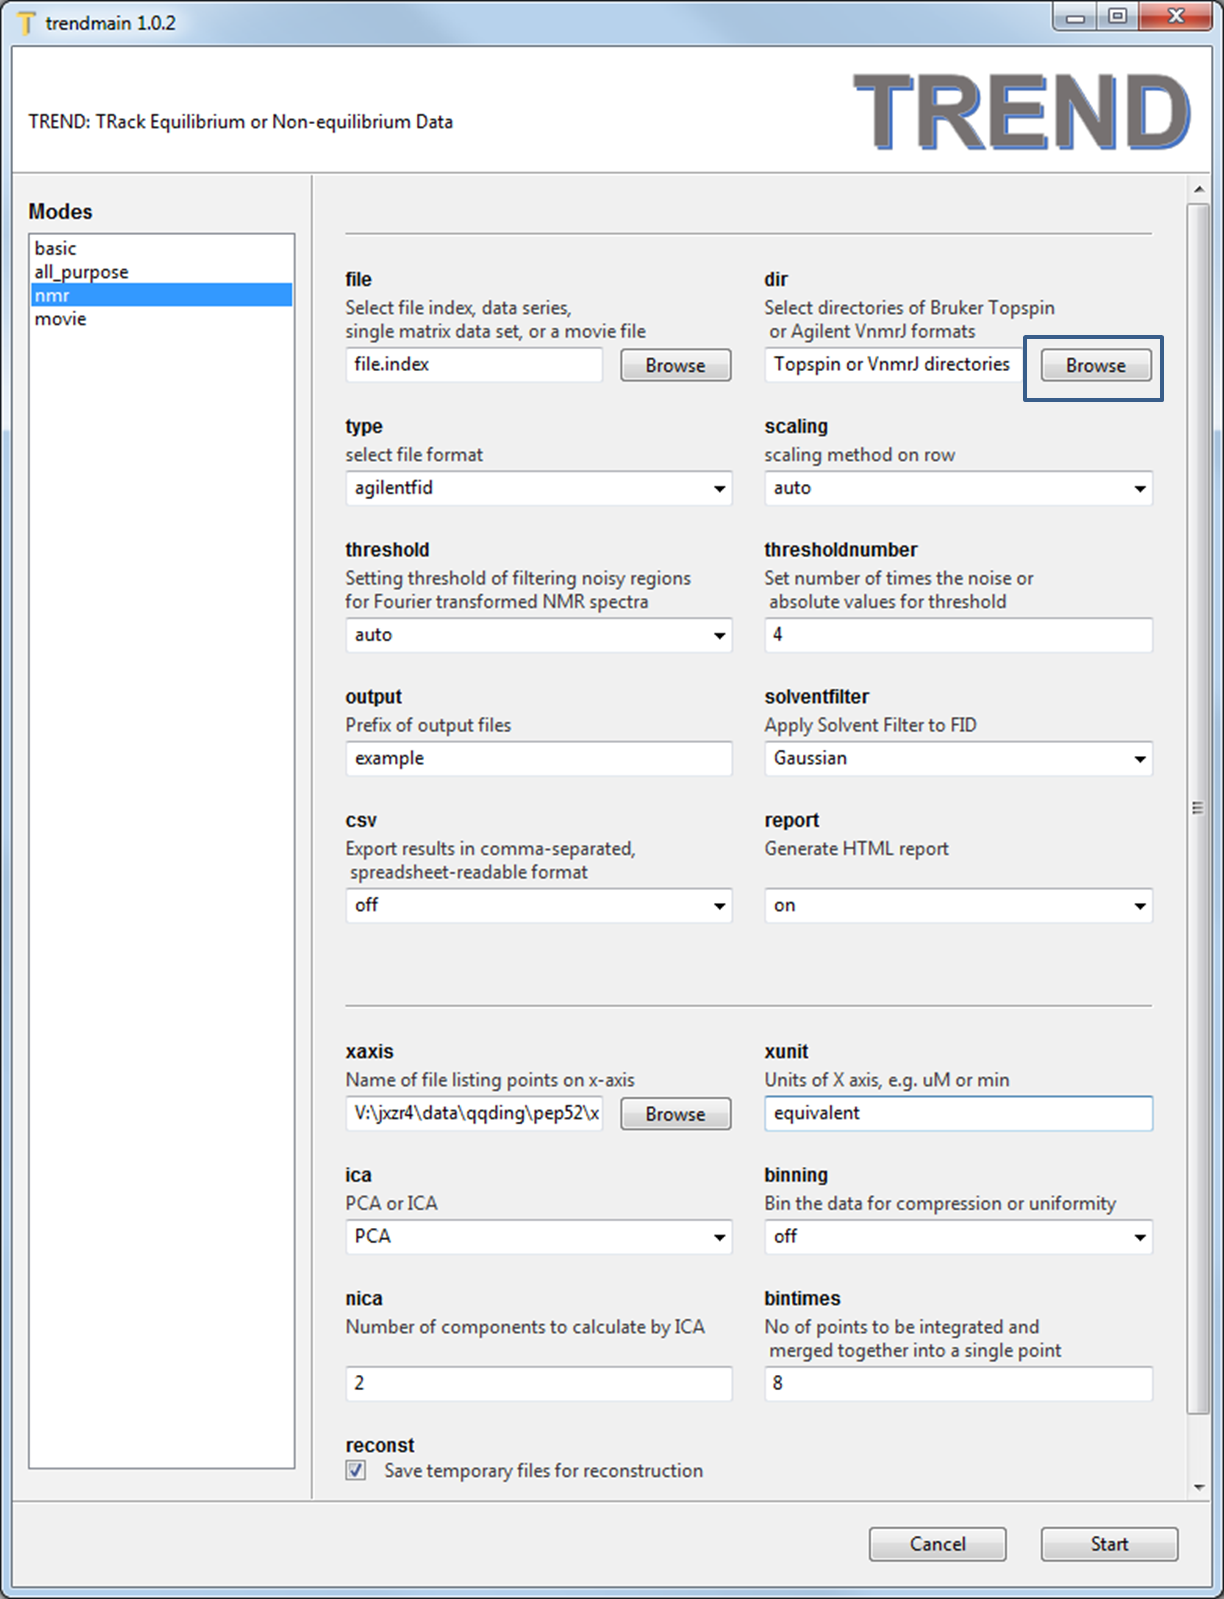 trendmain 1.0.2
TREND: TRack Equilibrium or Non-equilibrium Data
TREND
Modes
basic
all_purpose
nmr
movie
file
Select file index, data series,
single matrix data set, or a movie file
file.index
Browse
dir
Select directories of Bruker Topspin
or Agilent VnmrJ formats
Topspin or VnmrJ directories
Browse
type
select file format
agilentfid
scaling
scaling method on row
auto
threshold
Setting threshold of filtering noisy regions
for Fourier transformed NMR spectra
auto
thresholdnumber
Set number of times the noise or
absolute values for threshold
4
output
Prefix of output files
example
solventfilter
Apply Solvent Filter to FID
Gaussian
csv
Export results in comma-separated,
spreadsheet-readable format
off
report
Generate HTML report
on
xaxis
Name of file listing points on x-axis
V:\jxzr4\data\qqding\pep52\x
Browse
xunit
Units of X axis, e.g. uM or min
equivalent
ica
PCA or ICA
PCA
binning
Bin the data for compression or uniformity
off
nica
Number of components to calculate by ICA
2
bintimes
No of points to be integrated and
merged together into a single point
8
reconst
Save temporary files for reconstruction
Cancel
Start